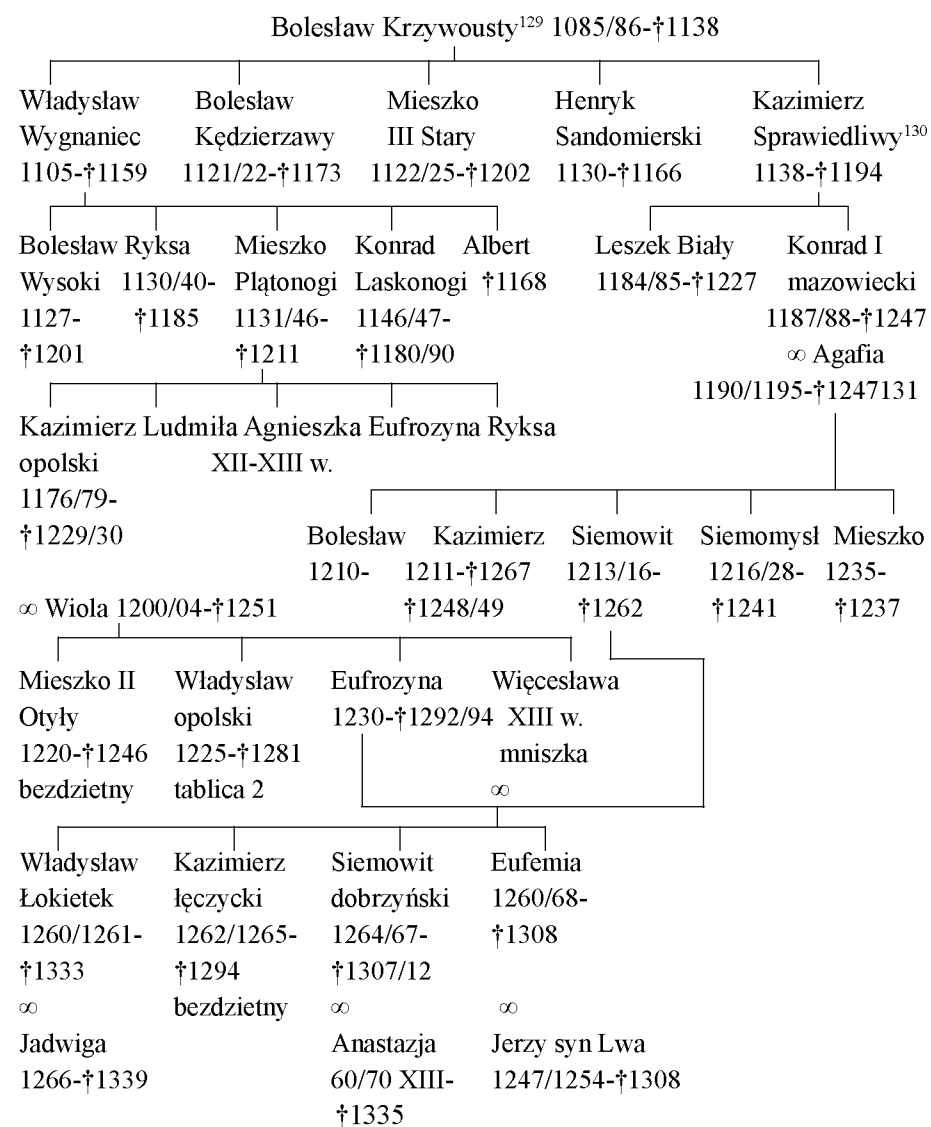 Bolesław Krzywousty129 1085/86-†1138
Władysław Bolesław Mieszko Henryk Kazimierz
Wygnaniec Kędzierzawy III Stary Sandomierski Sprawiedliwy130
1105-†1159 1121/22-†1173 1122/25-†1202 1130-†1166 1138-†1194
Bolesław Ryksa Mieszko Konrad Albert Leszek Biały Konrad I
Wysoki 1130/40- Plątonogi Laskonogi †1168 1184/85-†1227 mazowiecki
1127- †1185 1131/46- 1146/47- 1187/88-†1247
†1201 †1211 †1180/90 ∞ Agafia
1190/1195-†1247131
Kazimierz Ludmiła Agnieszka Eufrozyna Ryksa
opolski XII-XIII w.
1176/79-
†1229/30
Bolesław Kazimierz Siemowit Siemomysł Mieszko
1210- 1211-†1267 1213/16- 1216/28- 1235-
†1248/49 †1262 †1241 †1237
∞ Wiola 1200/04-†1251
Mieszko II Władysław Eufrozyna Więcesława
Otyły opolski 1230-†1292/94 XIII w.
1220-†1246 1225-†1281 mniszka
bezdzietny tablica 2 ∞
Władysław Kazimierz Siemowit Eufemia
Łokietek łęczycki dobrzyński 1260/68-
1260/1261- 1262/1265- 1264/67- †1308
†1333 †1294 †1307/12
∞ bezdzietny ∞ ∞
Jadwiga Anastazja Jerzy syn Lwa
1266-†1339 60/70 XIII- 1247/1254-†1308
†1335